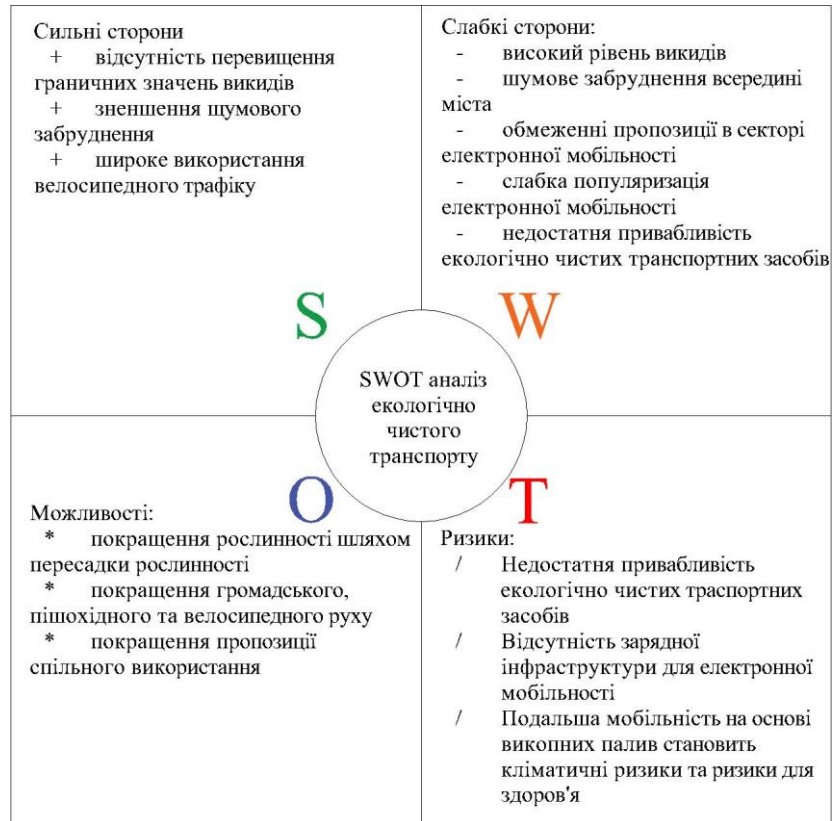 Сильні сторони
+ відсутність перевищення
граничних значень викидів
+ зненшення щумового
забруднення
+ широке використання
велосипедного трафіку
S
Слабкі сторони:
- високий рівень викидів
- шумове забруднення всередині
міста
- обмеженні пропозиції в секторі
електронної мобільності
- слабка популяризація
електронної мобільності
- недостатня привабливість
екологічно чистих транспортних засобів
W
SWOT аналіз
екологічно
чистого
транспорту
O
Можливості:
* покращення рослинності шляхом
пересадки рослинності
* покращення громадського,
пішохідного та велосипедного руху
* покращення пропозиції
спільного використання
T
Ризики:
/ Недостатня привабливість
екологічно чистих траспортних
засобів
/ Відсутність зарядної
інфраструктури для електронної
мобільності
/ Подальша мобільність на основі
викопних палив становить
кліматичні ризики та ризики для
здоров'я